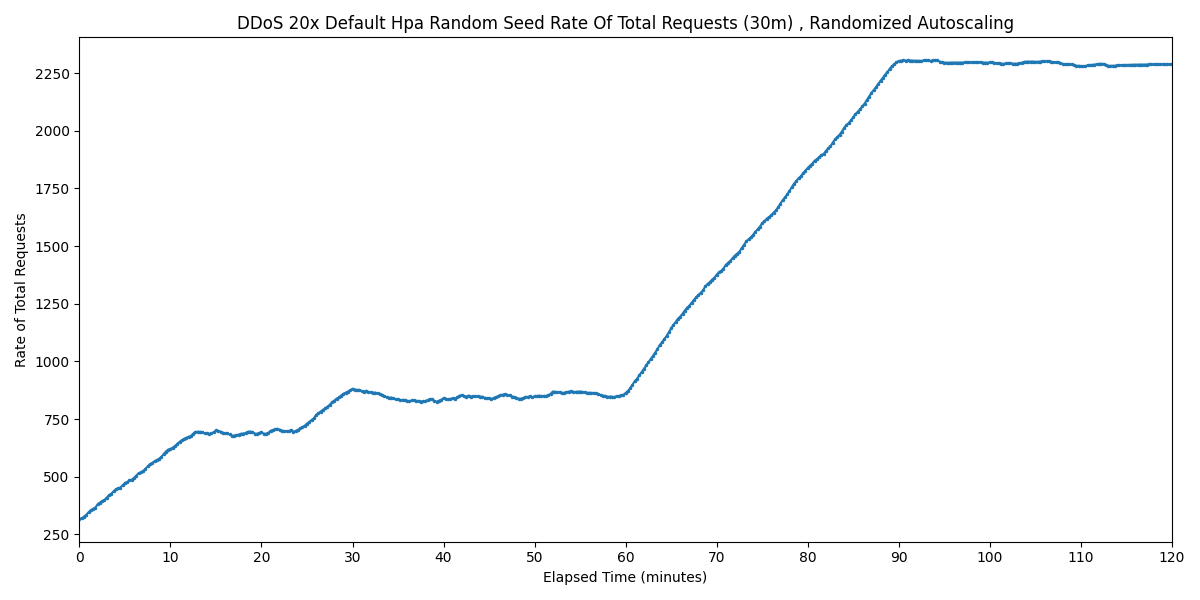 DDoS 20x Default Hpa Random Seed Rate Of Total Requests (30m) , Randomized Autoscaling
Rate of Total Requests
2250
2000
1750
1500
1250
1000
750
500
250
0 10 20 30 40 50 60 70 80 90 100 110 120
Elapsed Time (minutes)